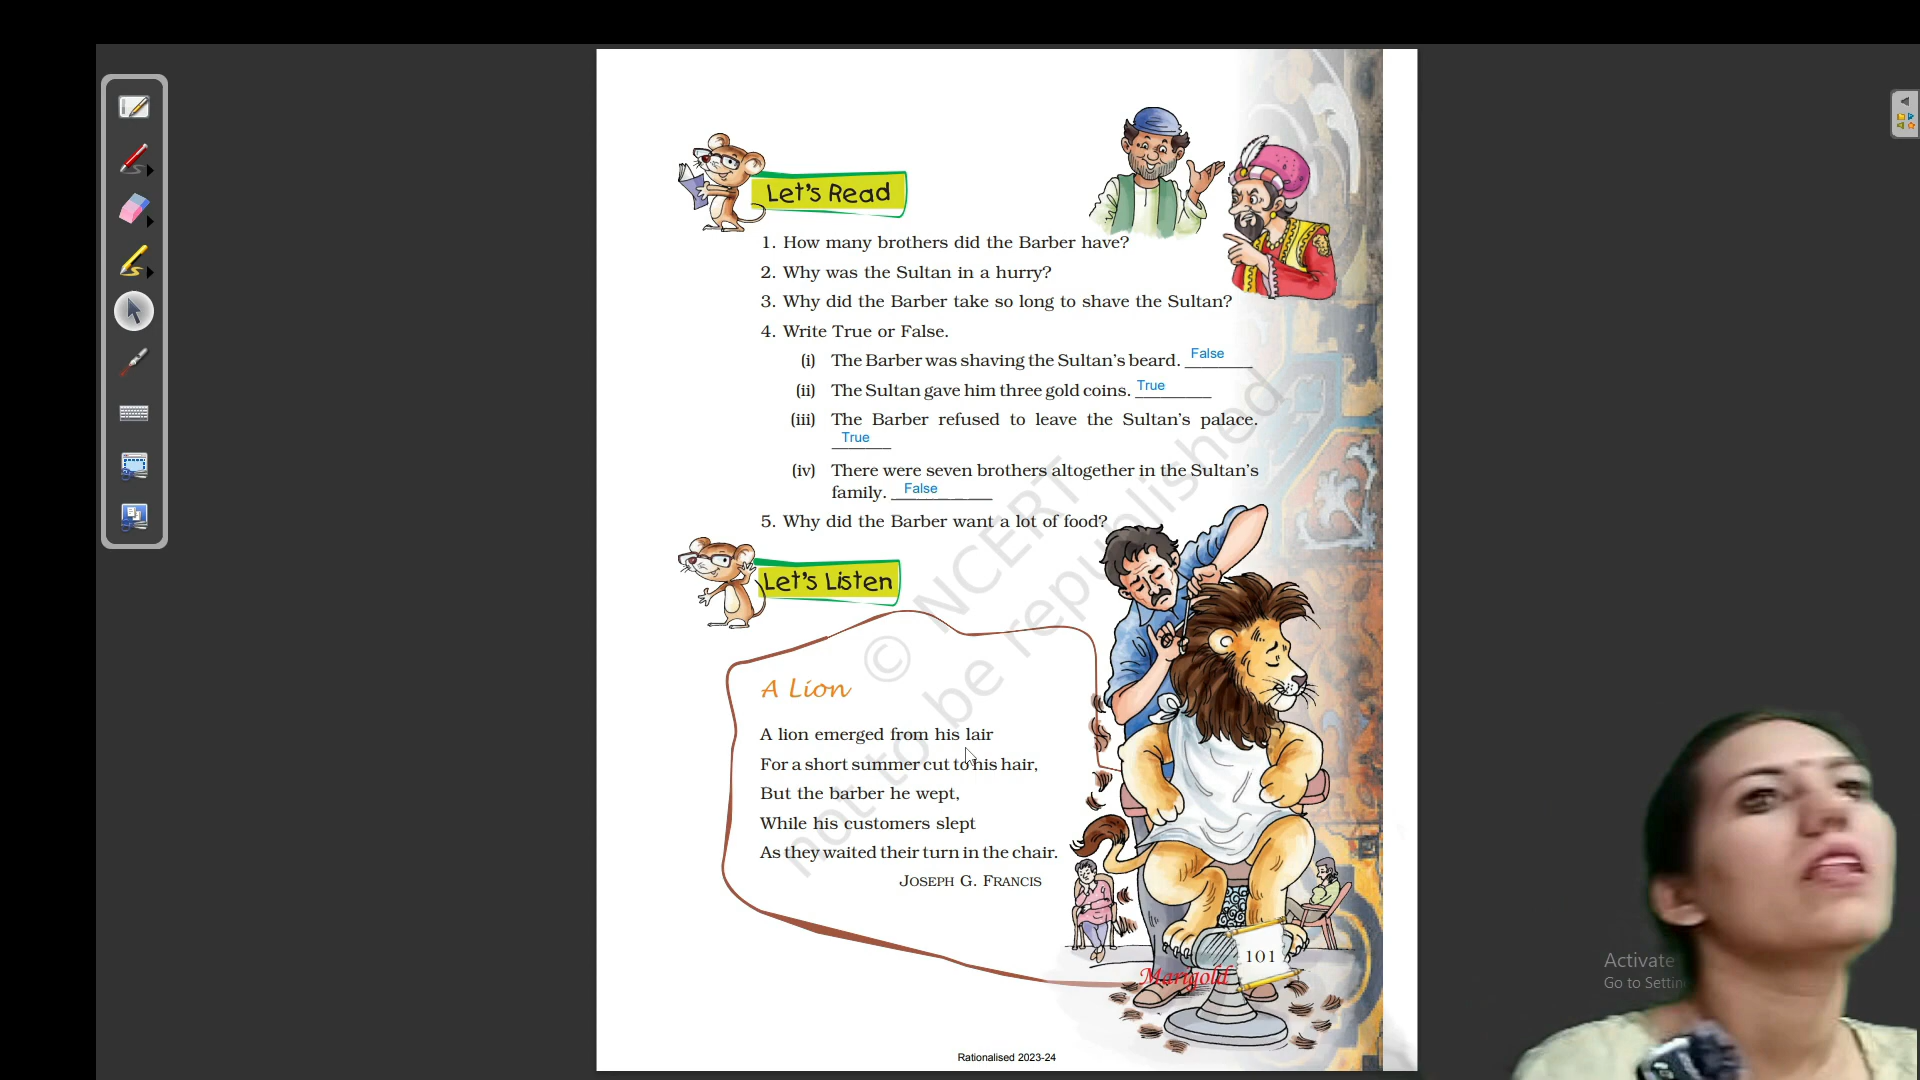 Let's Read
1. How many brothers did the Barber have?
2. Why was the Sultan in a hurry?
3. Why did the Barber take so long to shave the Sultan?
4. Write True or False.
(i) The Barber was shaving the Sultan's beard. False
(ii) The Sultan gave him three gold coins. True
(iii) The Barber refused to leave the Sultan's palace.
True
(iv) There were seven brothers altogether in the Sultan's
family. False
5. Why did the Barber want a lot of food?
Let's Listen
© NCERT
not to be republished
A Lion
A lion emerged from his lair
For a short summer cut to his hair,
But the barber he wept,
While his customers slept
As they waited their turn in the chair.
JOSEPH G. FRANCIS
101
Marigold
Rationalised 2023-24
Activate
Go to Settin